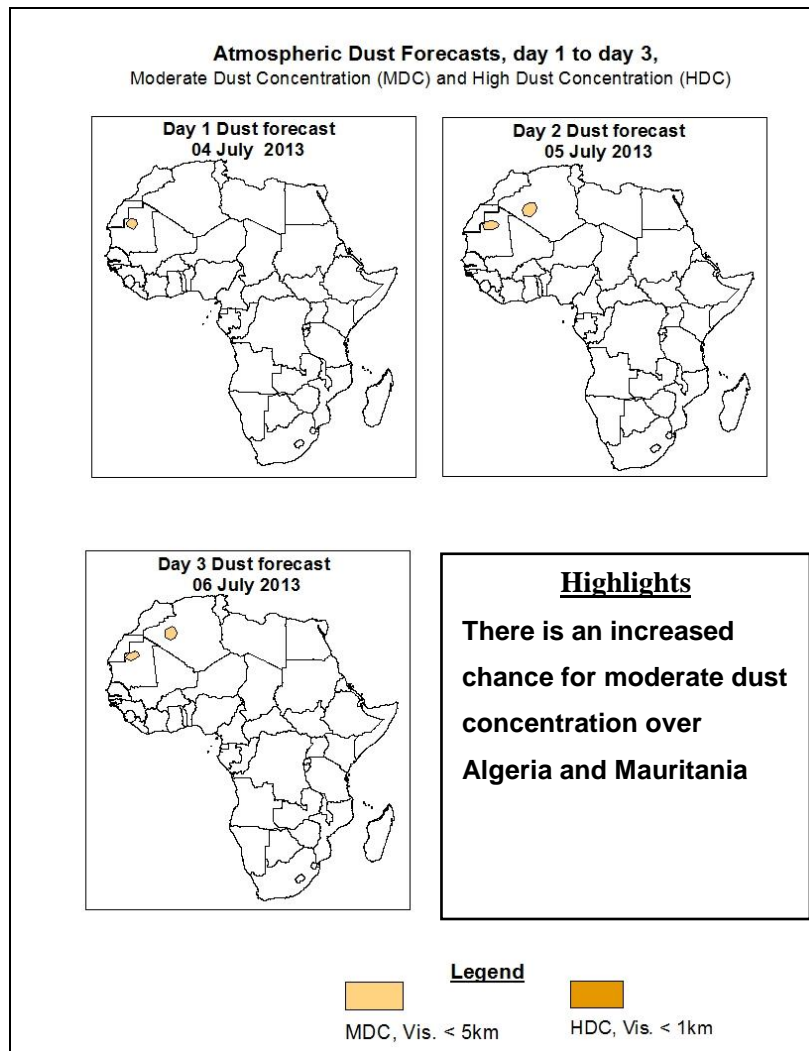 Atmospheric Dust Forecasts, day 1 to day 3,
Moderate Dust Concentration (MDC) and High Dust Concentration (HDC)
Day 1 Dust forecast
04 July 2013
Day 2 Dust forecast
05 July 2013
Day 3 Dust forecast
06 July 2013
Highlights
There is an increased
chance for moderate dust
concentration over
Algeria and Mauritania
Legend
MDC, Vis. < 5km
HDC, Vis. < 1km